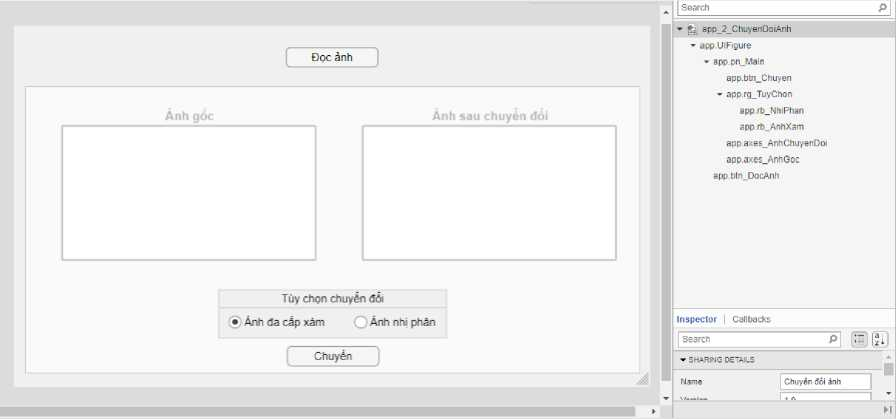 Search
app_2_ChuyenDoiAnh
app.UIFigure
app.pn_Main
app.btn_Chuyen
app.rg_TuyChon
app.rb_NhiPhan
app.rb_AnhXam
app.axes_AnhChuyenDoi
app.axes_AnhGoc
app.btn_DocAnh
Đọc ảnh
Ảnh gốc
Ảnh sau chuyển đổi
Tùy chọn chuyển đổi
Ảnh đa cấp xám
Ảnh nhị phân
Chuyển
Inspector | Callbacks
Search
SHARING DETAILS
Name
Chuyển đổi ảnh
Version
1.0